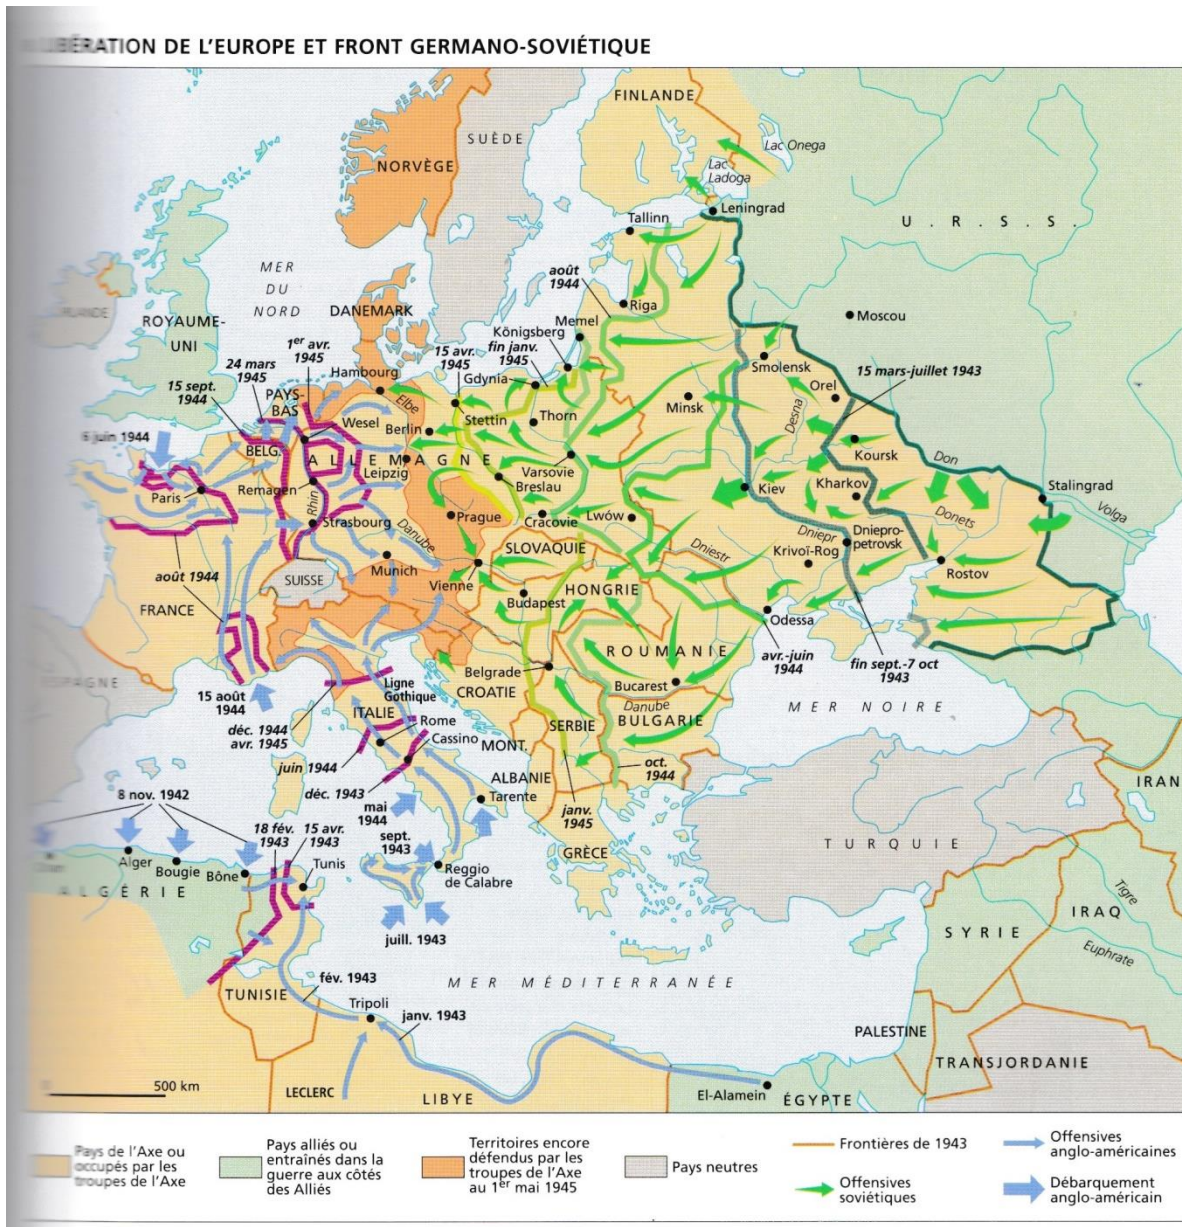 LIBÉRATION DE L'EUROPE ET FRONT GERMANO-SOVIÉTIQUE
FINLANDE
SUÈDE
NORVÈGE
Lac Onega
Lac
Ladoga
Leningrad
Tallinn
U.R.S.S.
MER
DU
NORD
août
1944
Riga
DANEMARK
Memel
Moscou
IRLANDE
ROYAUME-
UNI
1er avr.
1945
Königsberg
fin janv.
1945
15 avr.
1945
24 mars
1945
Hambourg
Gdynia
Smolensk
15 mars-juillet 1943
Orel
15 sept.
1944
PAYS-
BAS
Elbe
Stettin
Thorn
Minsk
Desna
6 juin 1944
Wesel
Berlin
BELG.
ALLEMAGNE
Leipzig
Varsovie
Breslau
Koursk
Don
Paris
Remagen
Rhin
Kiev
Kharkov
Stalingrad
Volga
Strasbourg
Prague
Cracovie
Lwów
Donets
Danube
SLOVAQUIE
Dniestr
Dniepr
Dniepro-
petrovsk
Krivoï-Rog
Rostov
août 1944
SUISSE
Munich
Vienne
HONGRIE
Budapest
FRANCE
Odessa
ROUMANIE
avr.-juin
1944
fin sept.-7 oct
1943
ESPAGNE
Belgrade
Bucarest
15 août
1944
Ligne
Gothique
CROATIE
Danube
MER NOIRE
déc. 1944
avr. 1945
ITALIE
Rome
SERBIE
BULGARIE
Cassino
MONT.
juin 1944
déc. 1943
ALBANIE
oct.
1944
IRAN
8 nov. 1942
mai
1944
Tarente
janv.
1945
18 fév.
1943
15 avr.
1943
sept.
1943
GRÈCE
TURQUIE
Alger
Bougie
Bône
Tunis
Reggio
de Calabre
ALGÉRIE
Tigre
IRAQ
juill. 1943
SYRIE
Euphrate
fév. 1943
MER MÉDITERRANÉE
TUNISIE
Tripoli
janv. 1943
PALESTINE
TRANSJORDANIE
500 km
LECLERC
LIBYE
El-Alamein
ÉGYPTE
Pays de l'Axe ou
occupés par les
troupes de l'Axe
Pays alliés ou
entraînés dans la
guerre aux côtés
des Alliés
Territoires encore
défendus par les
troupes de l'Axe
au 1er mai 1945
Pays neutres
Frontières de 1943
Offensives
soviétiques
Offensives
anglo-américaines
Débarquement
anglo-américain